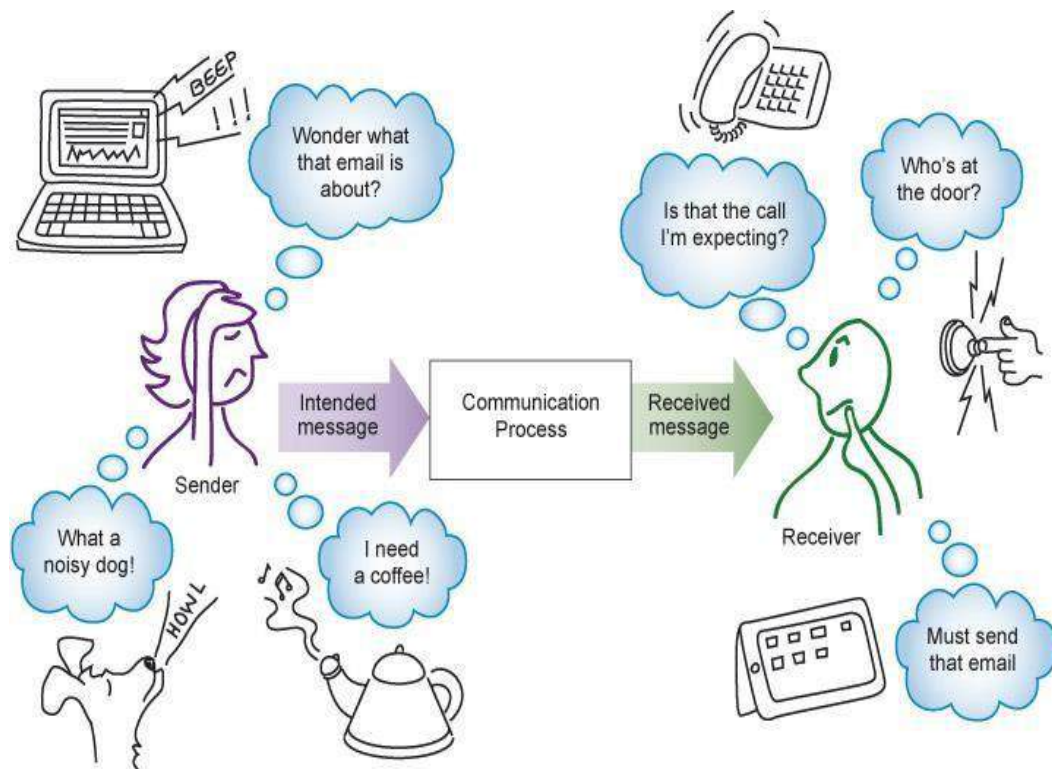 BEEP
!!!
Wonder what
that email is
about?
Is that the call
I'm expecting?
Who's at
the door?
Intended
message
Communication
Process
Received
message
Sender
Receiver
What a
noisy dog!
HOWL
I need
a coffee!
Must send
that email